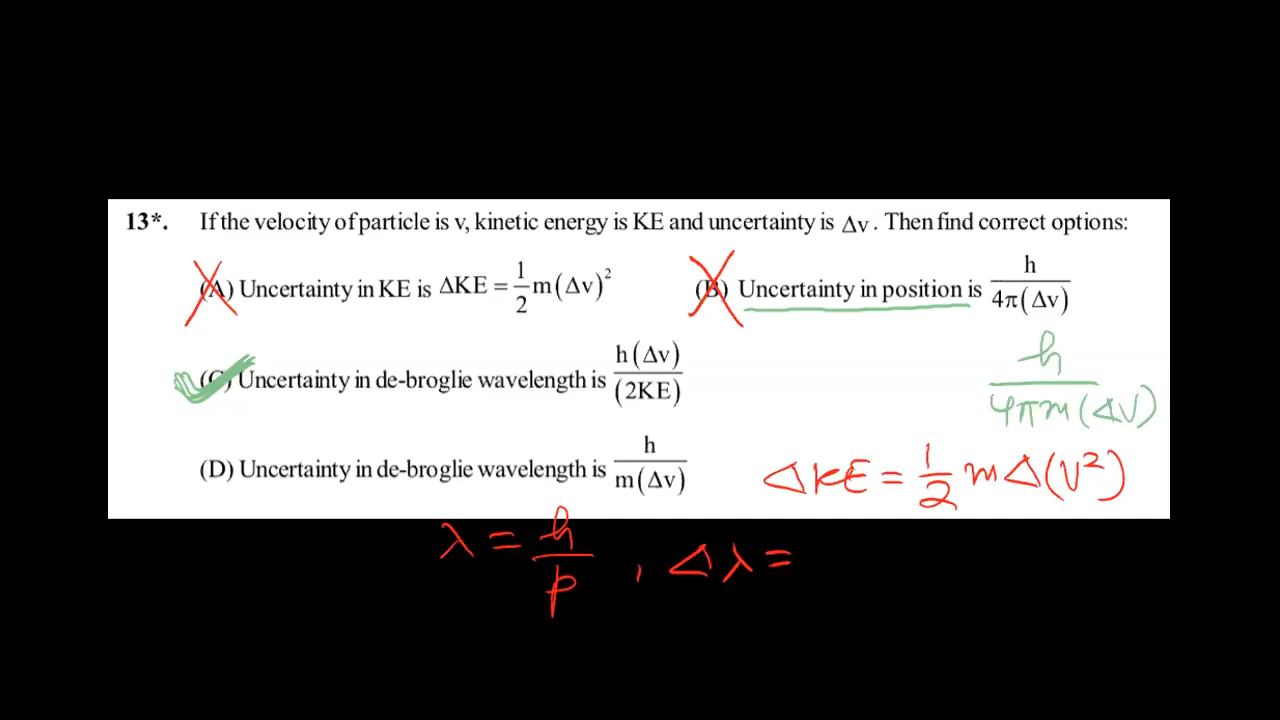 13*. If the velocity of particle is v, kinetic energy is KE and uncertainty is Δv. Then find correct options:
(A) Uncertainty in KE is ΔKE = 1/2 m(Δv)² (B) Uncertainty in position is h/4π(Δv)
h/4πm(ΔV)
(C) Uncertainty in de-broglie wavelength is h(Δv)/(2KE)
(D) Uncertainty in de-broglie wavelength is h/m(Δv)
ΔKE = 1/2 m Δ(V²)
λ = h/p , Δλ =